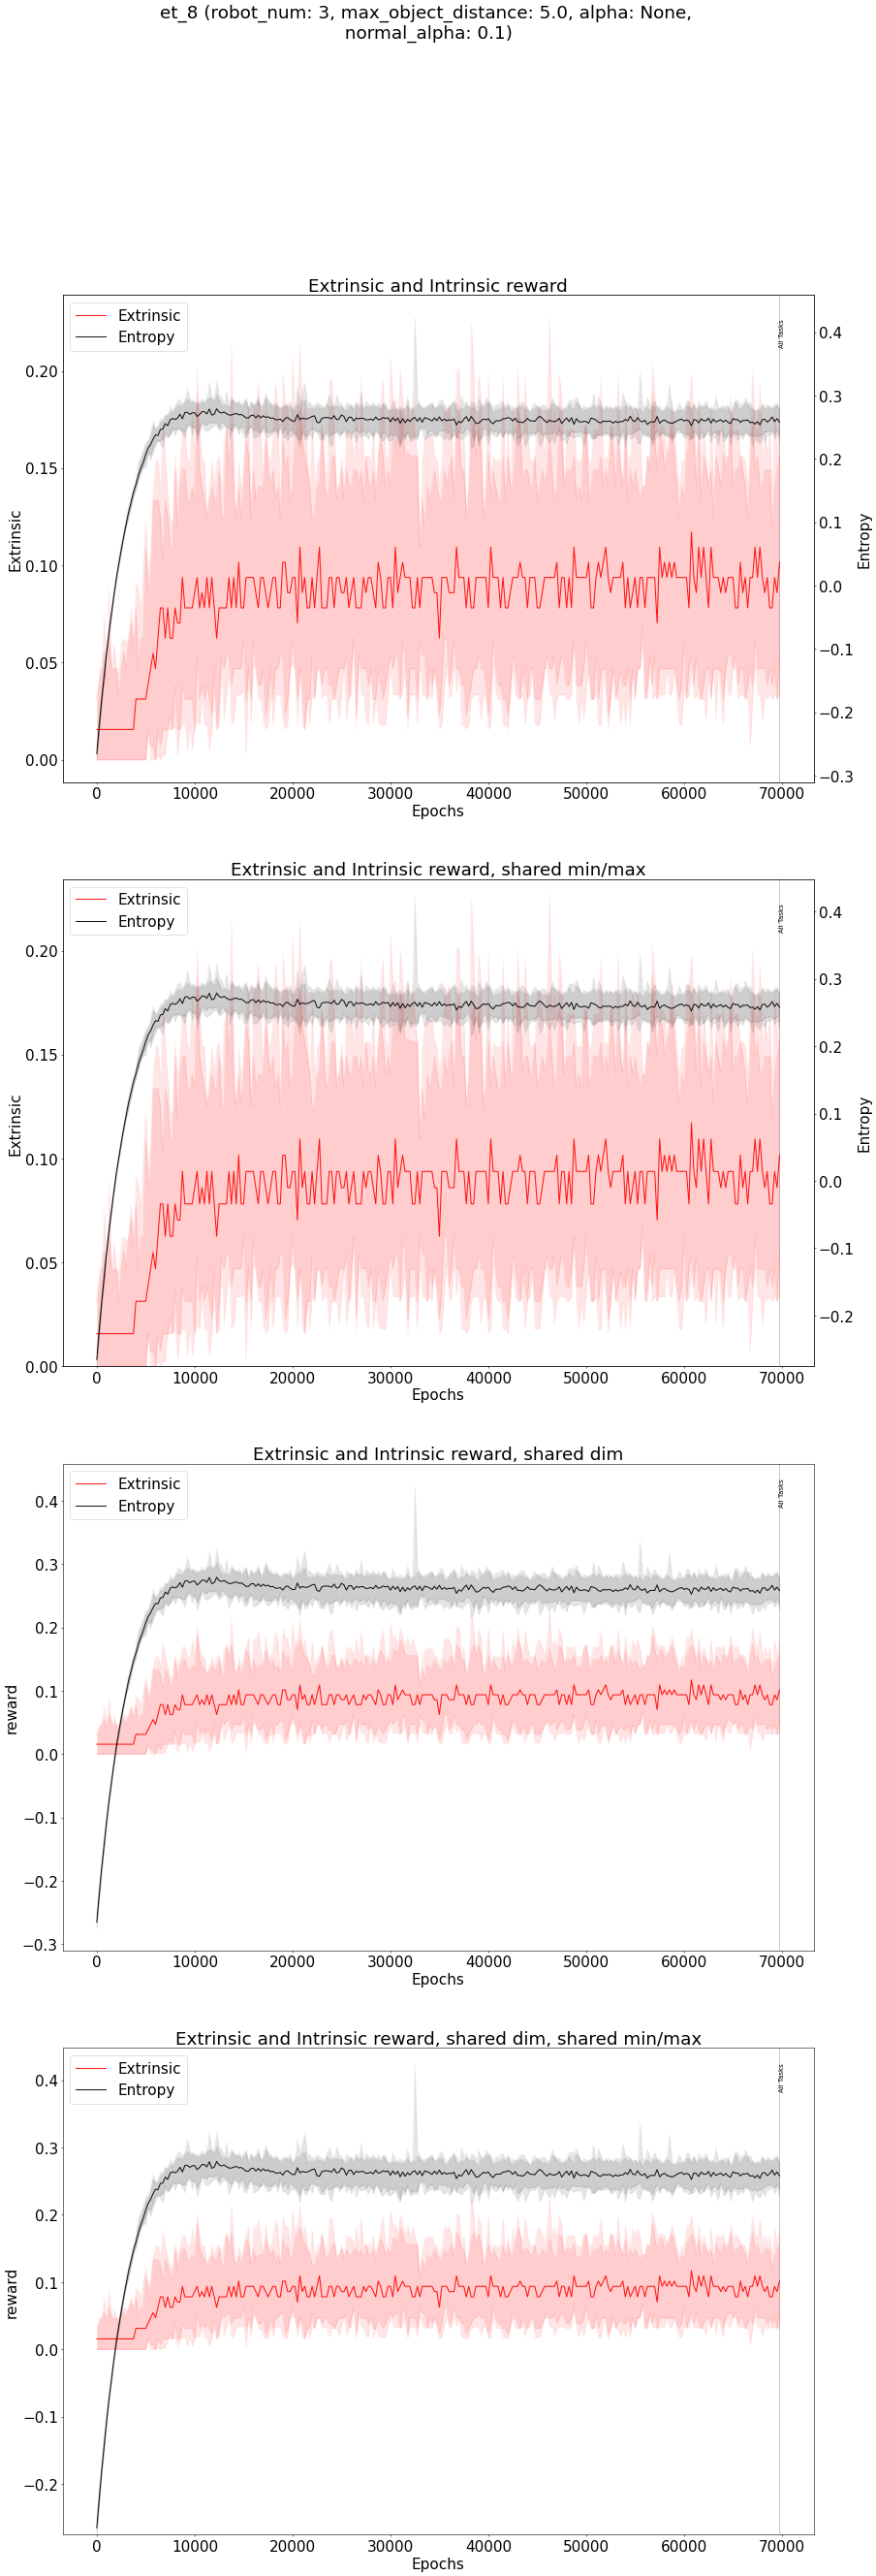 et_8 (robot_num: 3, max_object_distance: 5.0, alpha: None,
normal_alpha: 0.1)
Extrinsic and Intrinsic reward
Extrinsic
Entropy
All Tasks
0.20
0.15
0.10
0.05
0.00
Extrinsic
0.4
0.3
0.2
0.1
0.0
−0.1
−0.2
−0.3
Entropy
0 10000 20000 30000 40000 50000 60000 70000
Epochs
Extrinsic and Intrinsic reward, shared min/max
Extrinsic
Entropy
All Tasks
0.20
0.15
0.10
0.05
0.00
Extrinsic
0.4
0.3
0.2
0.1
0.0
−0.1
−0.2
Entropy
0 10000 20000 30000 40000 50000 60000 70000
Epochs
Extrinsic and Intrinsic reward, shared dim
Extrinsic
Entropy
All Tasks
0.4
0.3
0.2
0.1
0.0
−0.1
−0.2
−0.3
reward
0 10000 20000 30000 40000 50000 60000 70000
Epochs
Extrinsic and Intrinsic reward, shared dim, shared min/max
Extrinsic
Entropy
All Tasks
0.4
0.3
0.2
0.1
0.0
−0.1
−0.2
reward
0 10000 20000 30000 40000 50000 60000 70000
Epochs